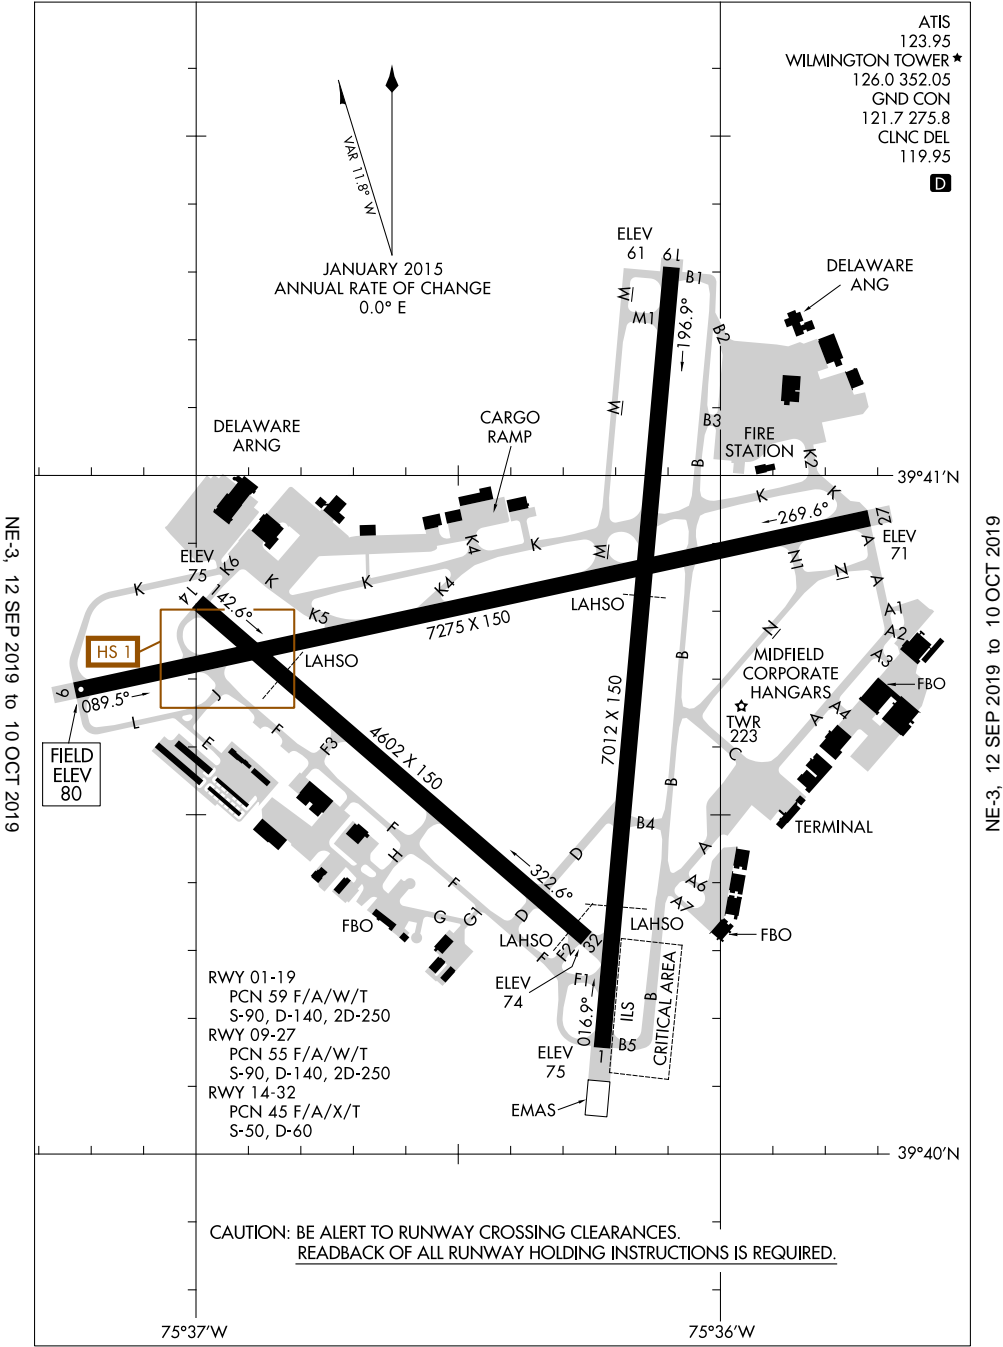 ATIS
123.95
WILMINGTON TOWER★
126.0 352.05
GND CON
121.7 275.8
CLNC DEL
119.95
D
VAR 11.8° W
JANUARY 2015
ANNUAL RATE OF CHANGE
0.0° E
ELEV
61
19
B1
M
M1
196.9°
B2
DELAWARE
ANG
M
B3
B
FIRE
STATION
K2
39°41'N
DELAWARE
ARNG
CARGO
RAMP
K
K
269.6°
27
ELEV
71
A
ELEV
75
K6
K
K
K
K4
K
K4
M
N1
N
A
14
142.6°
K5
7275 X 150
LAHSO
A1
A2
A3
HS 1
LAHSO
N
B
MIDFIELD
CORPORATE
HANGARS
FBO
9
089.5°
L
J
E
F
F3
4602 X 150
7012 X 150
TWR
223
A
A4
C
FIELD
ELEV
80
B
B4
TERMINAL
F
H
D
A
322.6°
F
A6
A7
G
G1
D
FBO
LAHSO
F
F2
32
LAHSO
FBO
ELEV
74
F1
016.9°
ILS
B
CRITICAL AREA
RWY 01-19
PCN 59 F/A/W/T
S-90, D-140, 2D-250
RWY 09-27
PCN 55 F/A/W/T
S-90, D-140, 2D-250
RWY 14-32
PCN 45 F/A/X/T
S-50, D-60
ELEV
75
1
B5
EMAS
39°40'N
CAUTION: BE ALERT TO RUNWAY CROSSING CLEARANCES.
READBACK OF ALL RUNWAY HOLDING INSTRUCTIONS IS REQUIRED.
75°37'W
75°36'W
NE-3, 12 SEP 2019 to 10 OCT 2019
NE-3, 12 SEP 2019 to 10 OCT 2019